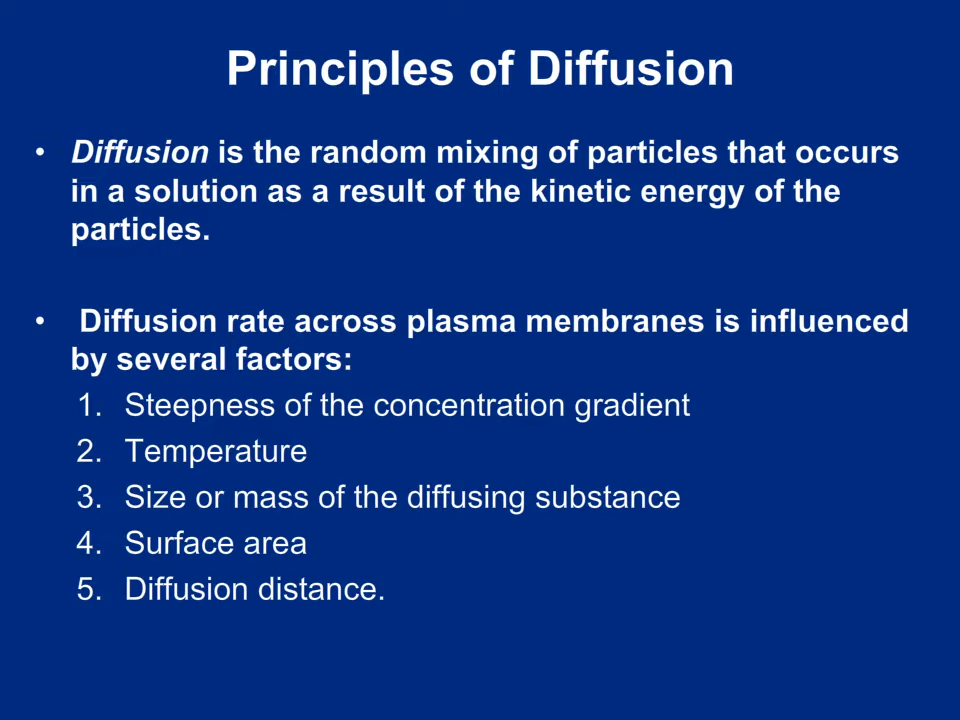 Principles of Diffusion
• Diffusion is the random mixing of particles that occurs
in a solution as a result of the kinetic energy of the
particles.
• Diffusion rate across plasma membranes is influenced
by several factors:
1. Steepness of the concentration gradient
2. Temperature
3. Size or mass of the diffusing substance
4. Surface area
5. Diffusion distance.